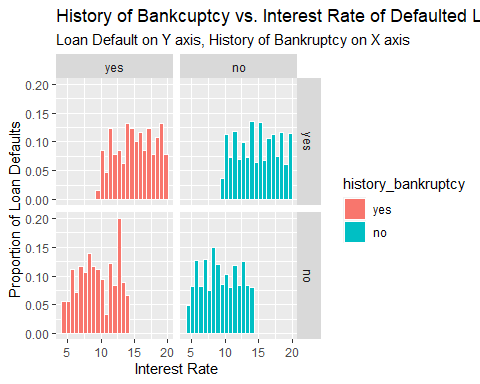 History of Bankcuptcy vs. Interest Rate of Defaulted L
Loan Default on Y axis, History of Bankruptcy on X axis
yes no
0.20
0.15
0.10
0.05
0.00
yes
0.20
0.15
0.10
0.05
0.00
no
Proportion of Loan Defaults
5 10 15 20 5 10 15 20
Interest Rate
history_bankruptcy
yes
no